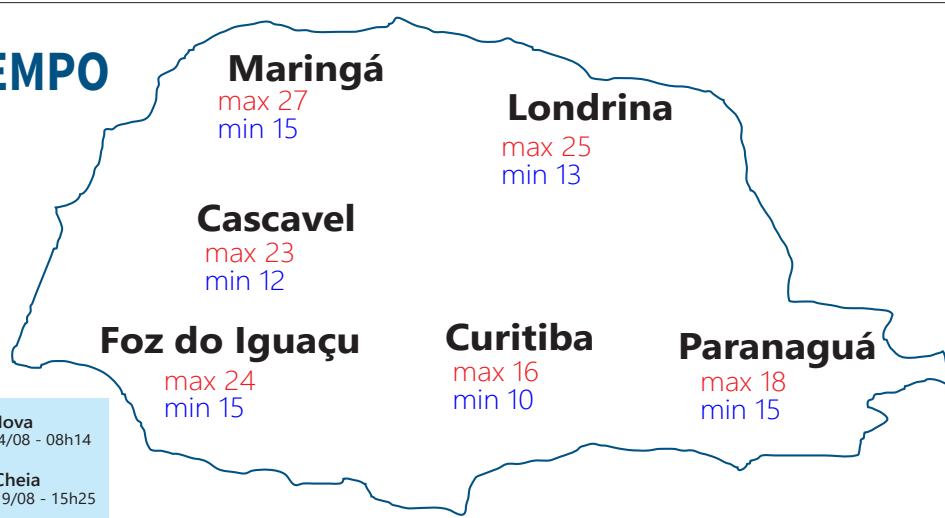 EMPO
Maringá
max 27
min 15
Londrina
max 25
min 13
Cascavel
max 23
min 12
Foz do Iguaçu
max 24
min 15
Curitiba
max 16
min 10
Paranaguá
max 18
min 15
ova
4/08 - 08h14
Cheia
9/08 - 15h25